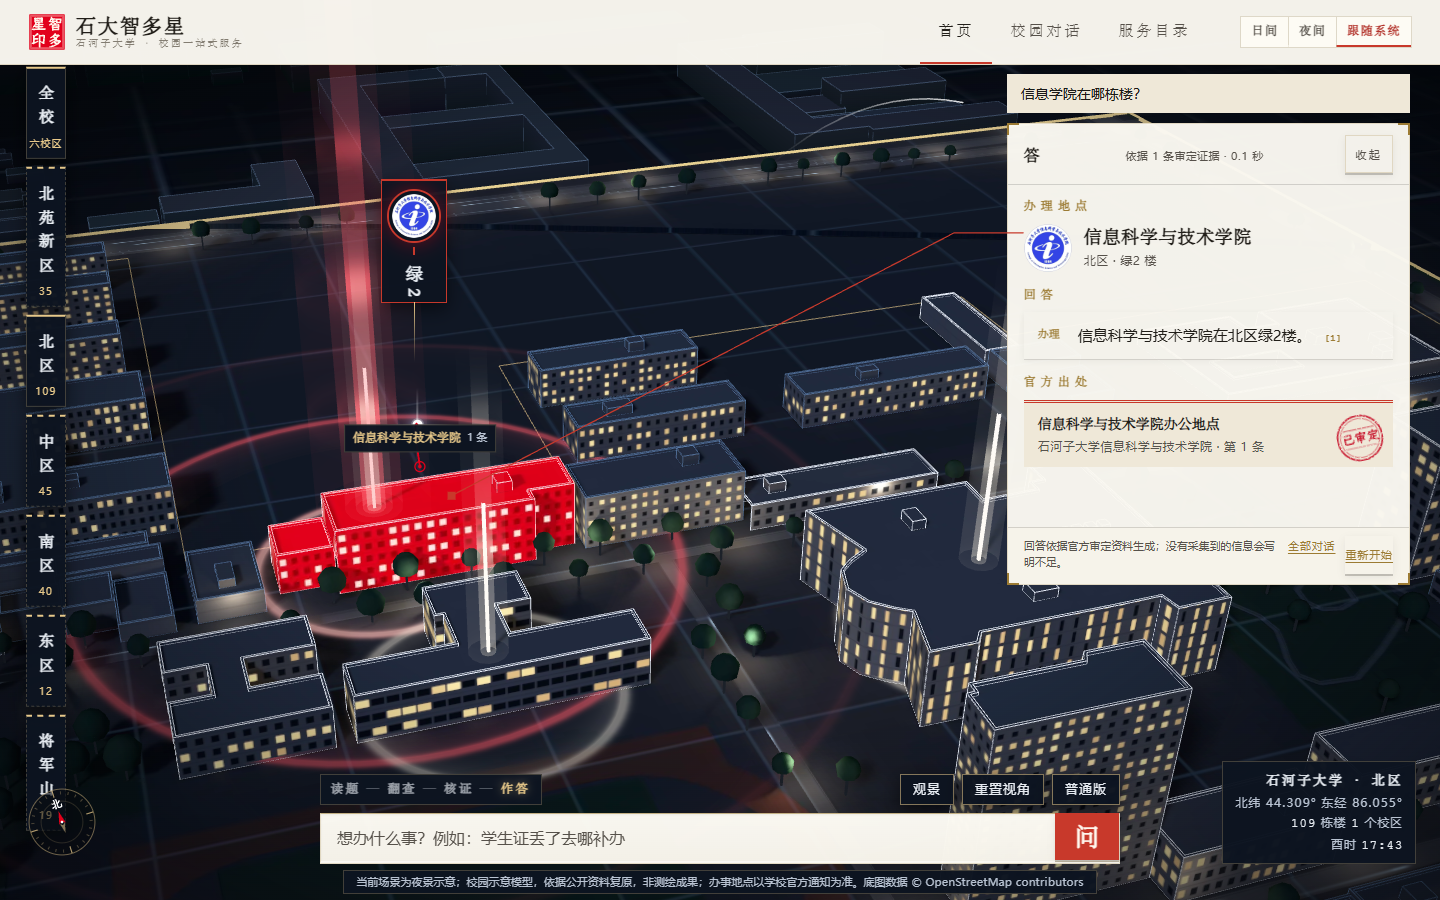 智多
星印
石大智多星
石河子大学 · 校园一站式服务
首页
校园对话
服务目录
日间
夜间
跟随系统
全校
六校区
北苑新区
35
北区
109
中区
45
南区
40
东区
12
将军山
19
北
绿2
信息科学与技术学院 1 条
信息学院在哪栋楼？
答
依据 1 条审定证据 · 0.1 秒
收起
办理地点
信息科学与技术学院
北区 · 绿2 楼
回答
办理
信息科学与技术学院在北区绿2楼。
[1]
官方出处
信息科学与技术学院办公地点
石河子大学信息科学与技术学院 · 第 1 条
已审定
回答依据官方审定资料生成；没有采集到的信息会写
明不足。
全部对话
重新开始
读题 — 翻查 — 核证 — 作答
观景
重置视角
普通版
想办什么事？例如：学生证丢了去哪补办
问
石河子大学 · 北区
北纬 44.309° 东经 86.055°
109 栋楼 1 个校区
酉时 17:43
当前场景为夜景示意；校园示意模型，依据公开资料复原，非测绘成果；办事地点以学校官方通知为准。底图数据 © OpenStreetMap contributors